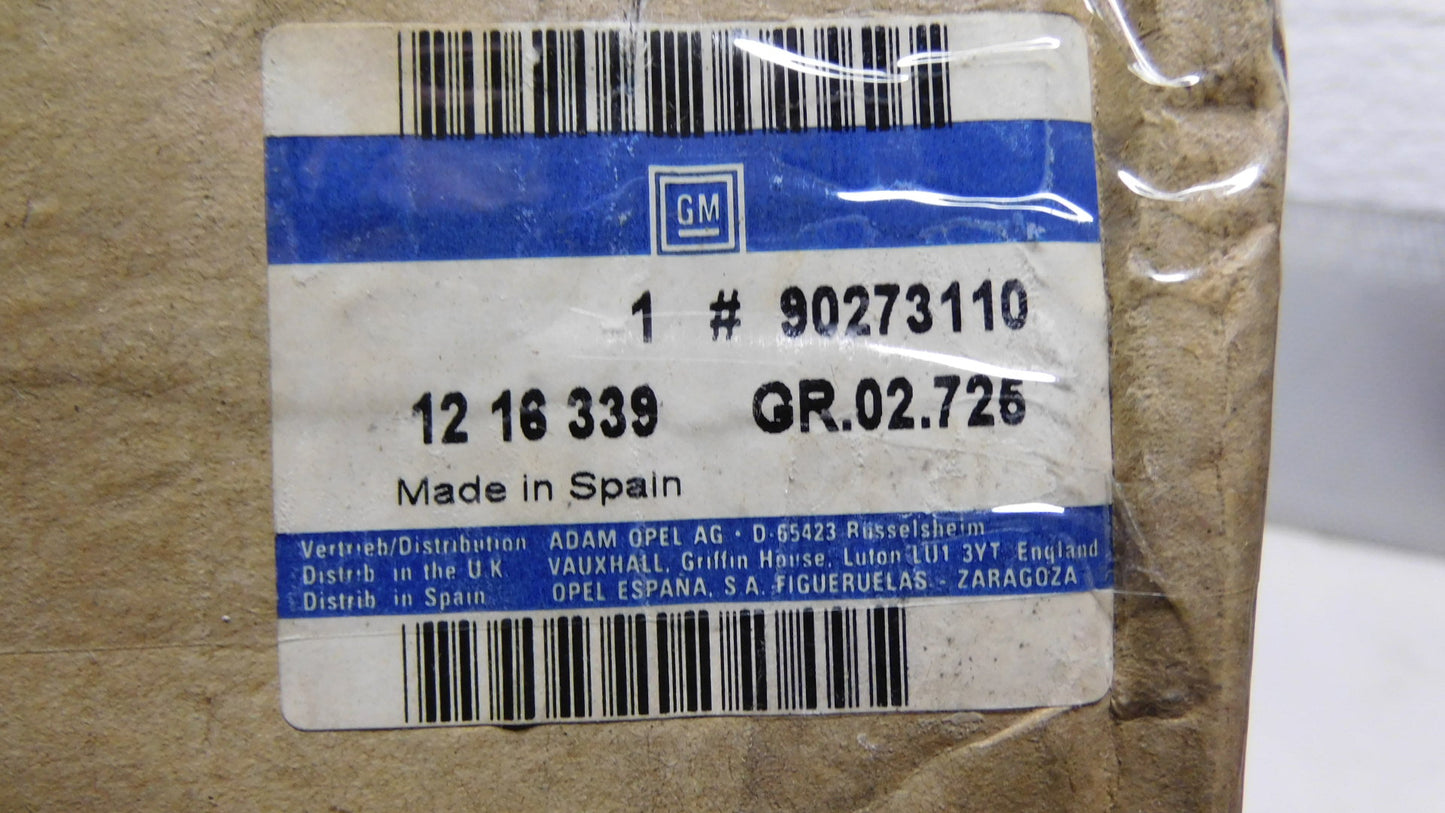 GM
1 # 90273110
12 16 339 GR.02.725
Made in Spain
Vertrieb/Distribution ADAM OPEL AG · D-65423 Rüsselsheim
Distrib in the U.K. VAUXHALL, Griffin House, Luton LU1 3YT, England
Distrib in Spain OPEL ESPAÑA, S.A. FIGUERUELAS - ZARAGOZA